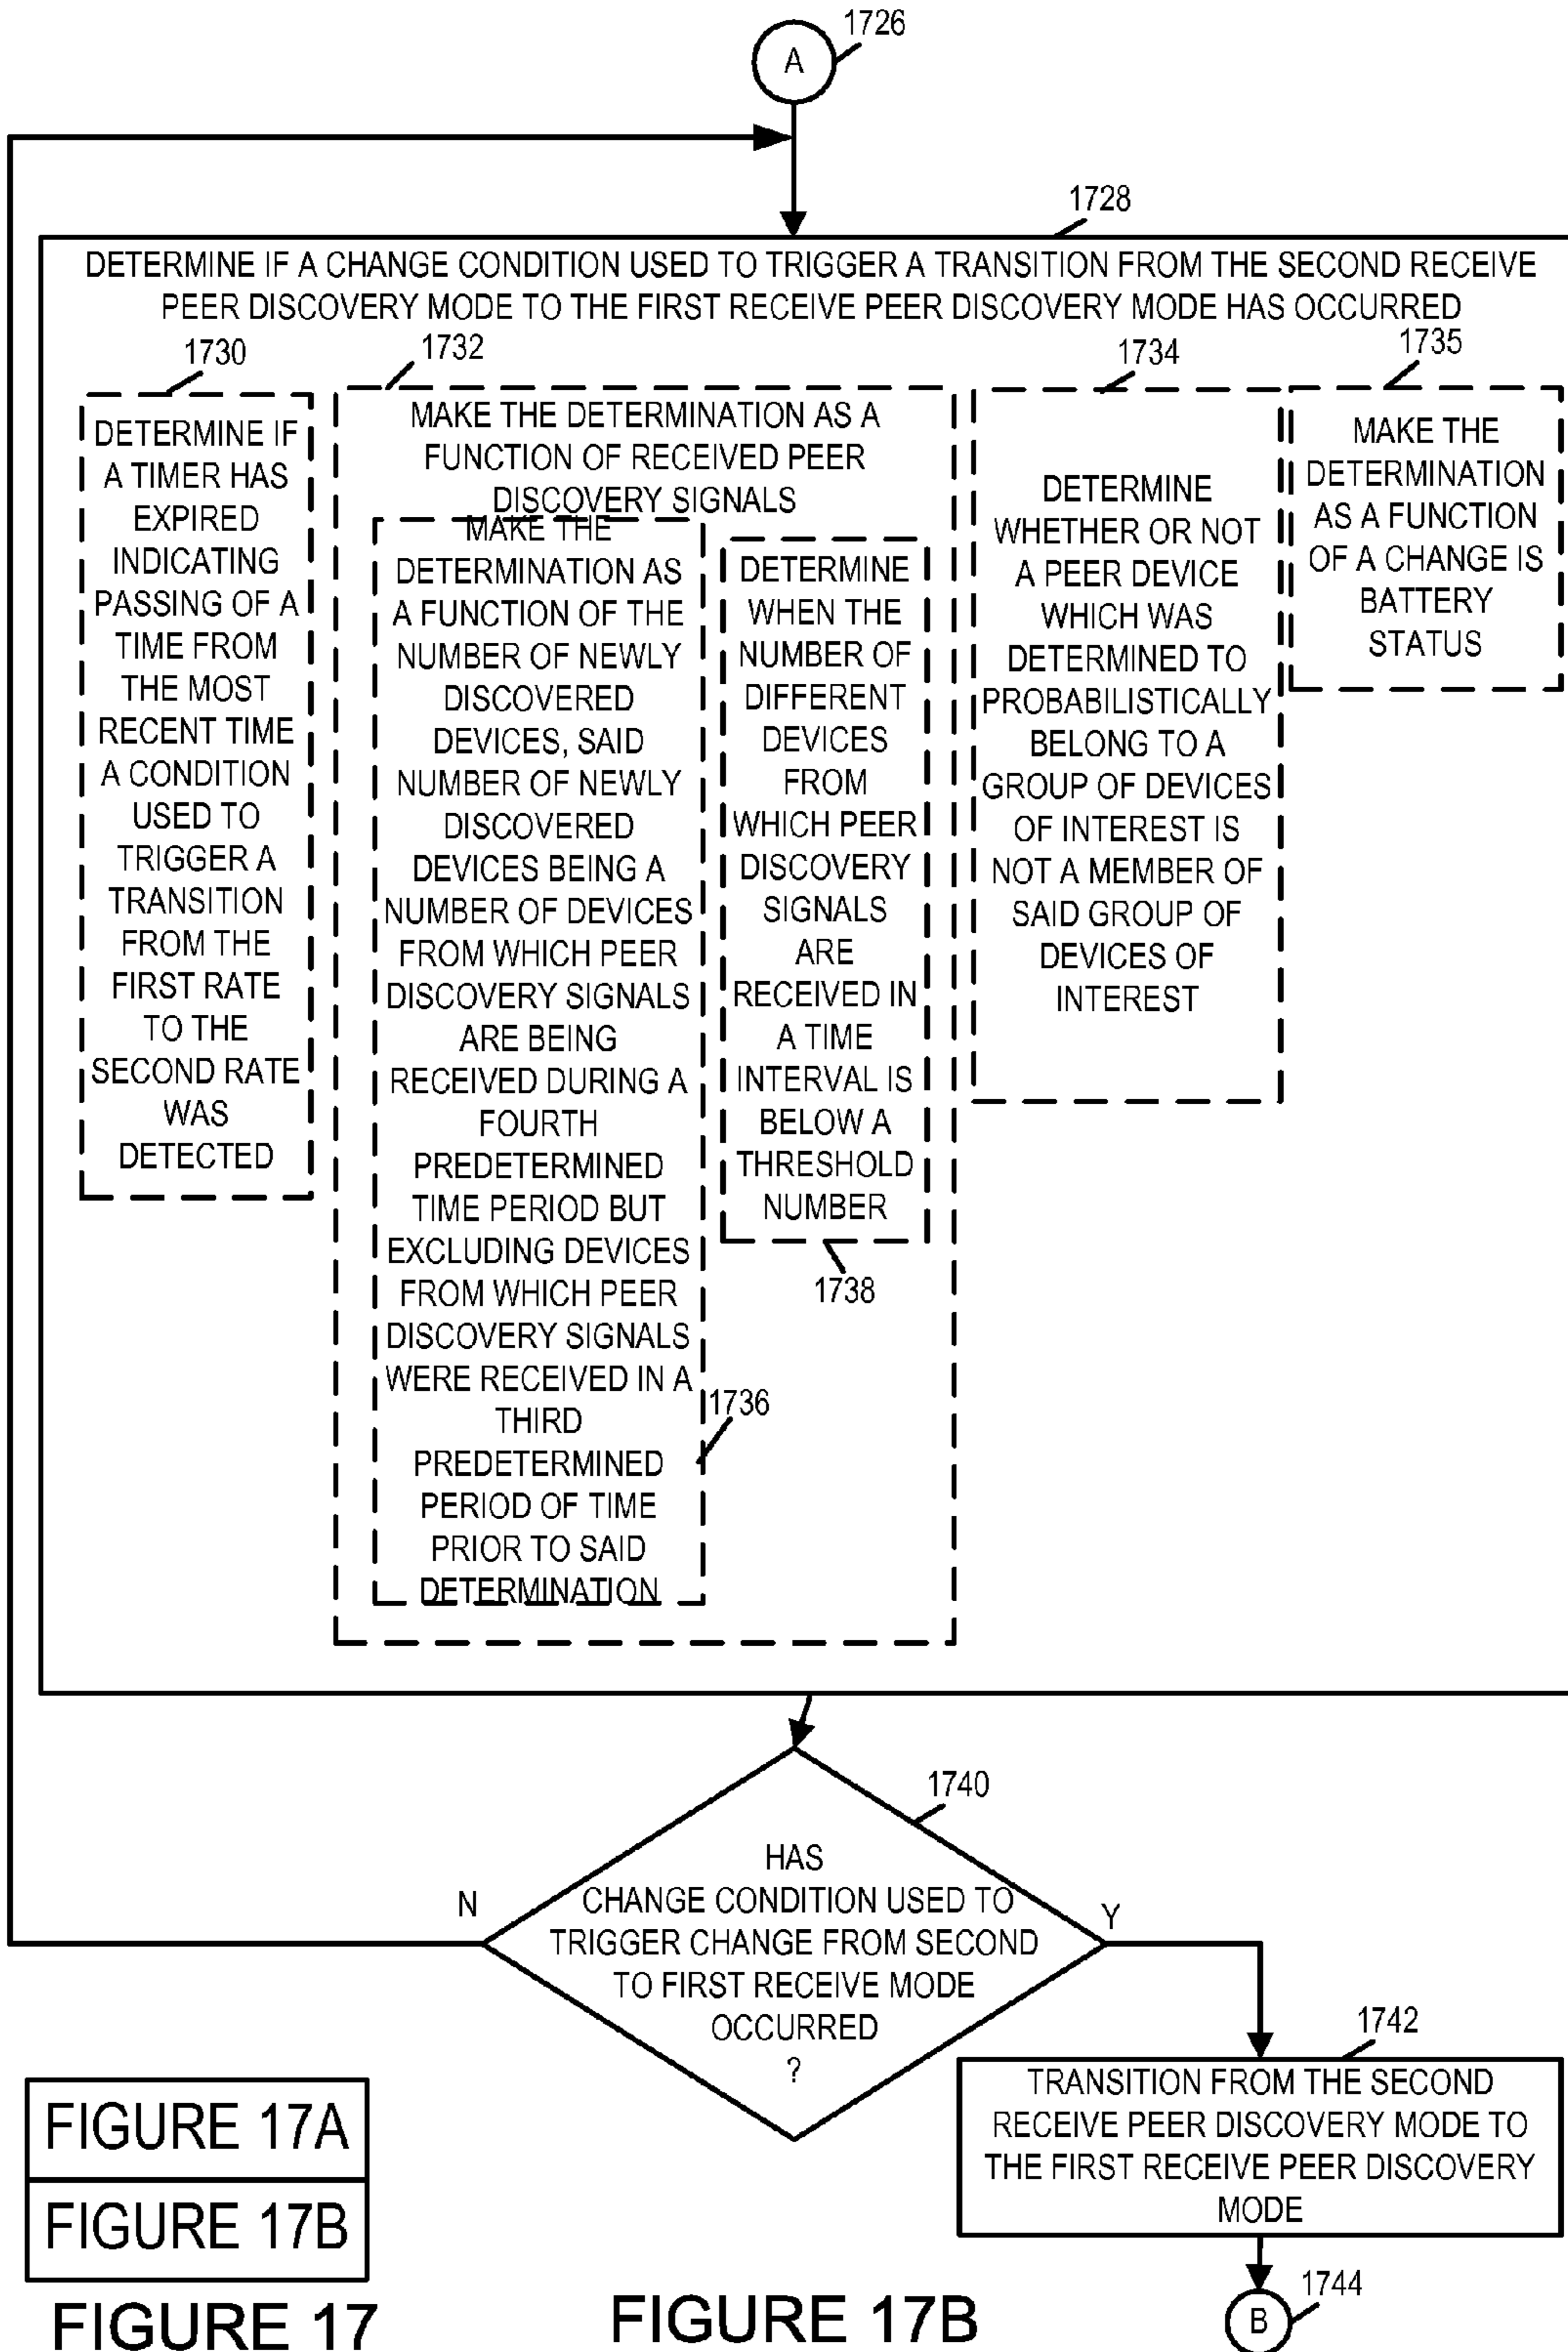 1726
A
1728
DETERMINE IF A CHANGE CONDITION USED TO TRIGGER A TRANSITION FROM THE SECOND RECEIVE
PEER DISCOVERY MODE TO THE FIRST RECEIVE PEER DISCOVERY MODE HAS OCCURRED
1730
DETERMINE IF
A TIMER HAS
EXPIRED
INDICATING
PASSING OF A
TIME FROM
THE MOST
RECENT TIME
A CONDITION
USED TO
TRIGGER A
TRANSITION
FROM THE
FIRST RATE
TO THE
SECOND RATE
WAS
DETECTED
1732
MAKE THE DETERMINATION AS A
FUNCTION OF RECEIVED PEER
DISCOVERY SIGNALS
MAKE THE
DETERMINATION AS
A FUNCTION OF THE
NUMBER OF NEWLY
DISCOVERED
DEVICES, SAID
NUMBER OF NEWLY
DISCOVERED
DEVICES BEING A
NUMBER OF DEVICES
FROM WHICH PEER
DISCOVERY SIGNALS
ARE BEING
RECEIVED DURING A
FOURTH
PREDETERMINED
TIME PERIOD BUT
EXCLUDING DEVICES
FROM WHICH PEER
DISCOVERY SIGNALS
WERE RECEIVED IN A
THIRD
PREDETERMINED
PERIOD OF TIME
PRIOR TO SAID
DETERMINATION
1736
DETERMINE
WHEN THE
NUMBER OF
DIFFERENT
DEVICES
FROM
WHICH PEER
DISCOVERY
SIGNALS
ARE
RECEIVED IN
A TIME
INTERVAL IS
BELOW A
THRESHOLD
NUMBER
1738
1734
DETERMINE
WHETHER OR NOT
A PEER DEVICE
WHICH WAS
DETERMINED TO
PROBABILISTICALLY
BELONG TO A
GROUP OF DEVICES
OF INTEREST IS
NOT A MEMBER OF
SAID GROUP OF
DEVICES OF
INTEREST
1735
MAKE THE
DETERMINATION
AS A FUNCTION
OF A CHANGE IS
BATTERY
STATUS
1740
HAS
CHANGE CONDITION USED TO
TRIGGER CHANGE FROM SECOND
TO FIRST RECEIVE MODE
OCCURRED
?
N
Y
1742
TRANSITION FROM THE SECOND
RECEIVE PEER DISCOVERY MODE TO
THE FIRST RECEIVE PEER DISCOVERY
MODE
1744
B
FIGURE 17A
FIGURE 17B
FIGURE 17
FIGURE 17B